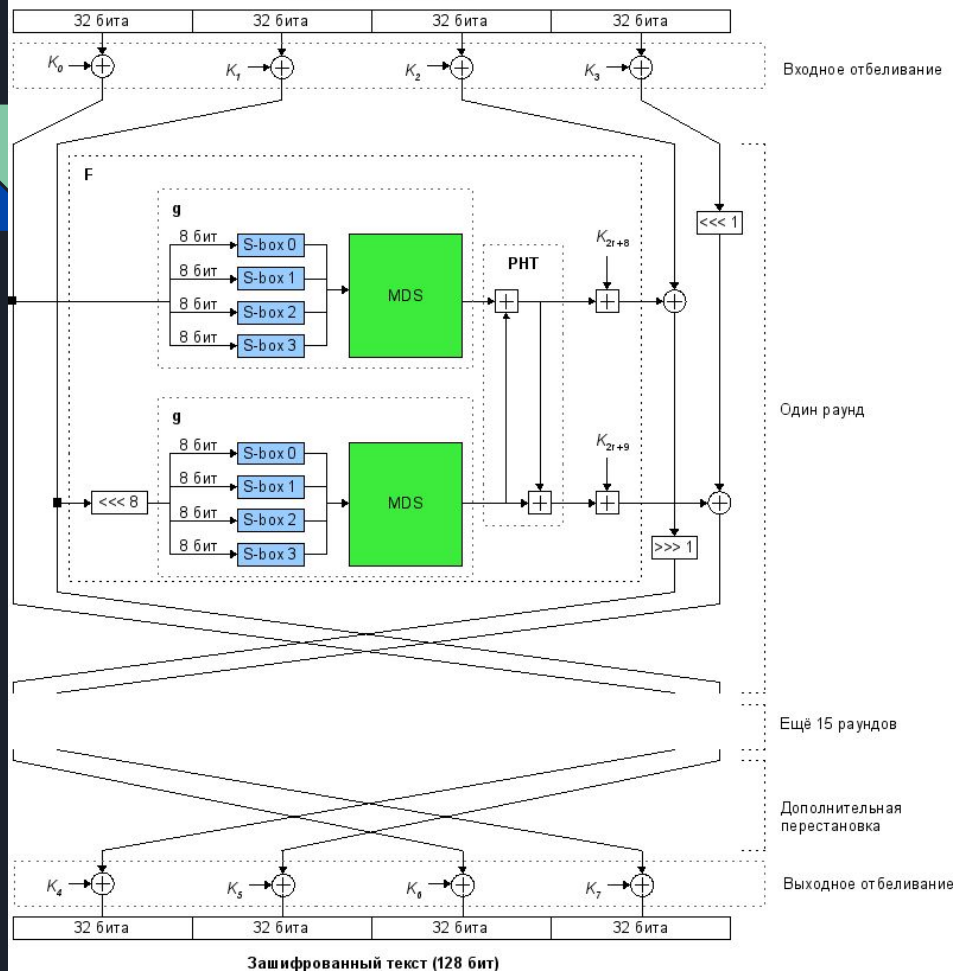 32 бита 32 бита 32 бита 32 бита
K0 K1 K2 K3
Входное отбеливание
F
g
<<< 1
8 бит S-box 0
K2r+8
PHT
8 бит S-box 1
MDS
8 бит S-box 2
8 бит S-box 3
Один раунд
g
8 бит S-box 0
K2r+9
8 бит S-box 1
<<< 8
MDS
8 бит S-box 2
>>> 1
8 бит S-box 3
Ещё 15 раундов
Дополнительная
перестановка
K4 K5 K6 K7
Выходное отбеливание
32 бита 32 бита 32 бита 32 бита
Зашифрованный текст (128 бит)